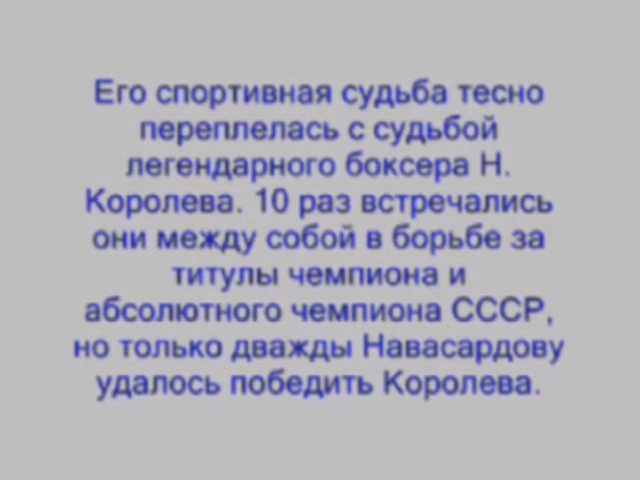 Его спортивная судьба тесно
переплелась с судьбой
легендарного боксера Н.
Королева. 10 раз встречались
они между собой в борьбе за
титулы чемпиона и
абсолютного чемпиона СССР,
но только дважды Навасардову
удалось победить Королева.